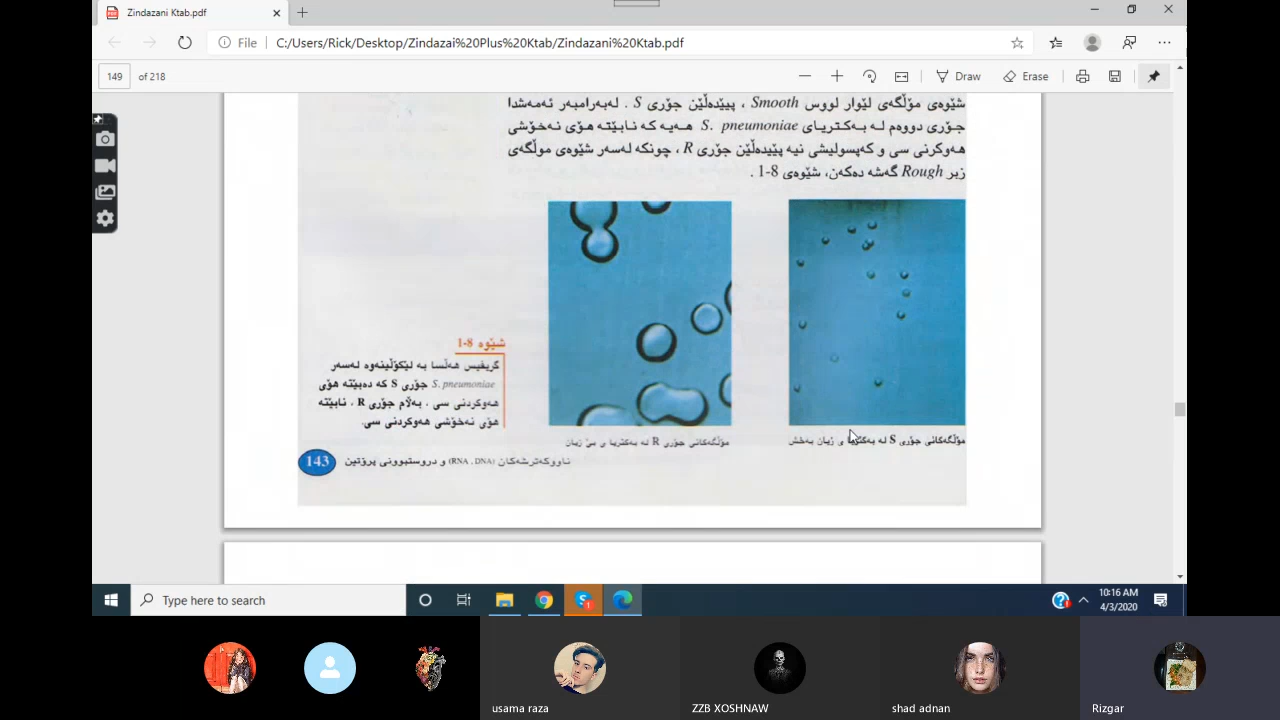 Zindazani Ktab.pdf
File
C:/Users/Rick/Desktop/Zindazai%20Plus%20Ktab/Zindazani%20Ktab.pdf
149 of 218
Draw
Erase
شێوەی مۆڵگەی لێوار لووس Smooth ، پێیدەڵێن جۆری S . لەبەرامبەر ئەمەشدا
جۆری دووەم لە بەکتریای S. pneumoniae هەیە کە نابێتە هۆی نەخۆشی
هەوکرنی سی و کەپسولیشی نیە پێیدەڵێن جۆری R ، چونکە لەسەر شێوەی مولگەی
زبر Rough گەشە دەکەن، شێوەی 8-1 .
شێوە 8-1
گریفیس هەڵسا بە لێکۆڵینەوە لەسەر
S. pneumoniae جۆری S کە دەبێتە هۆی
هەوکردنی سی ، بەڵام جۆری R ، نابێتە
هۆی نەخۆشی هەوکردنی سی.
مۆڵگەکانی جۆری S لە بەکتریا ی زیان بەخش
مۆڵگەکانی جۆری R لە بەکتریا ی بێ زیان
143
ناووکەترشەکان (RNA , DNA) و دروستبوونی پرۆتین
Type here to search
10:16 AM
4/3/2020
usama raza
ZZB XOSHNAW
shad adnan
Rizgar